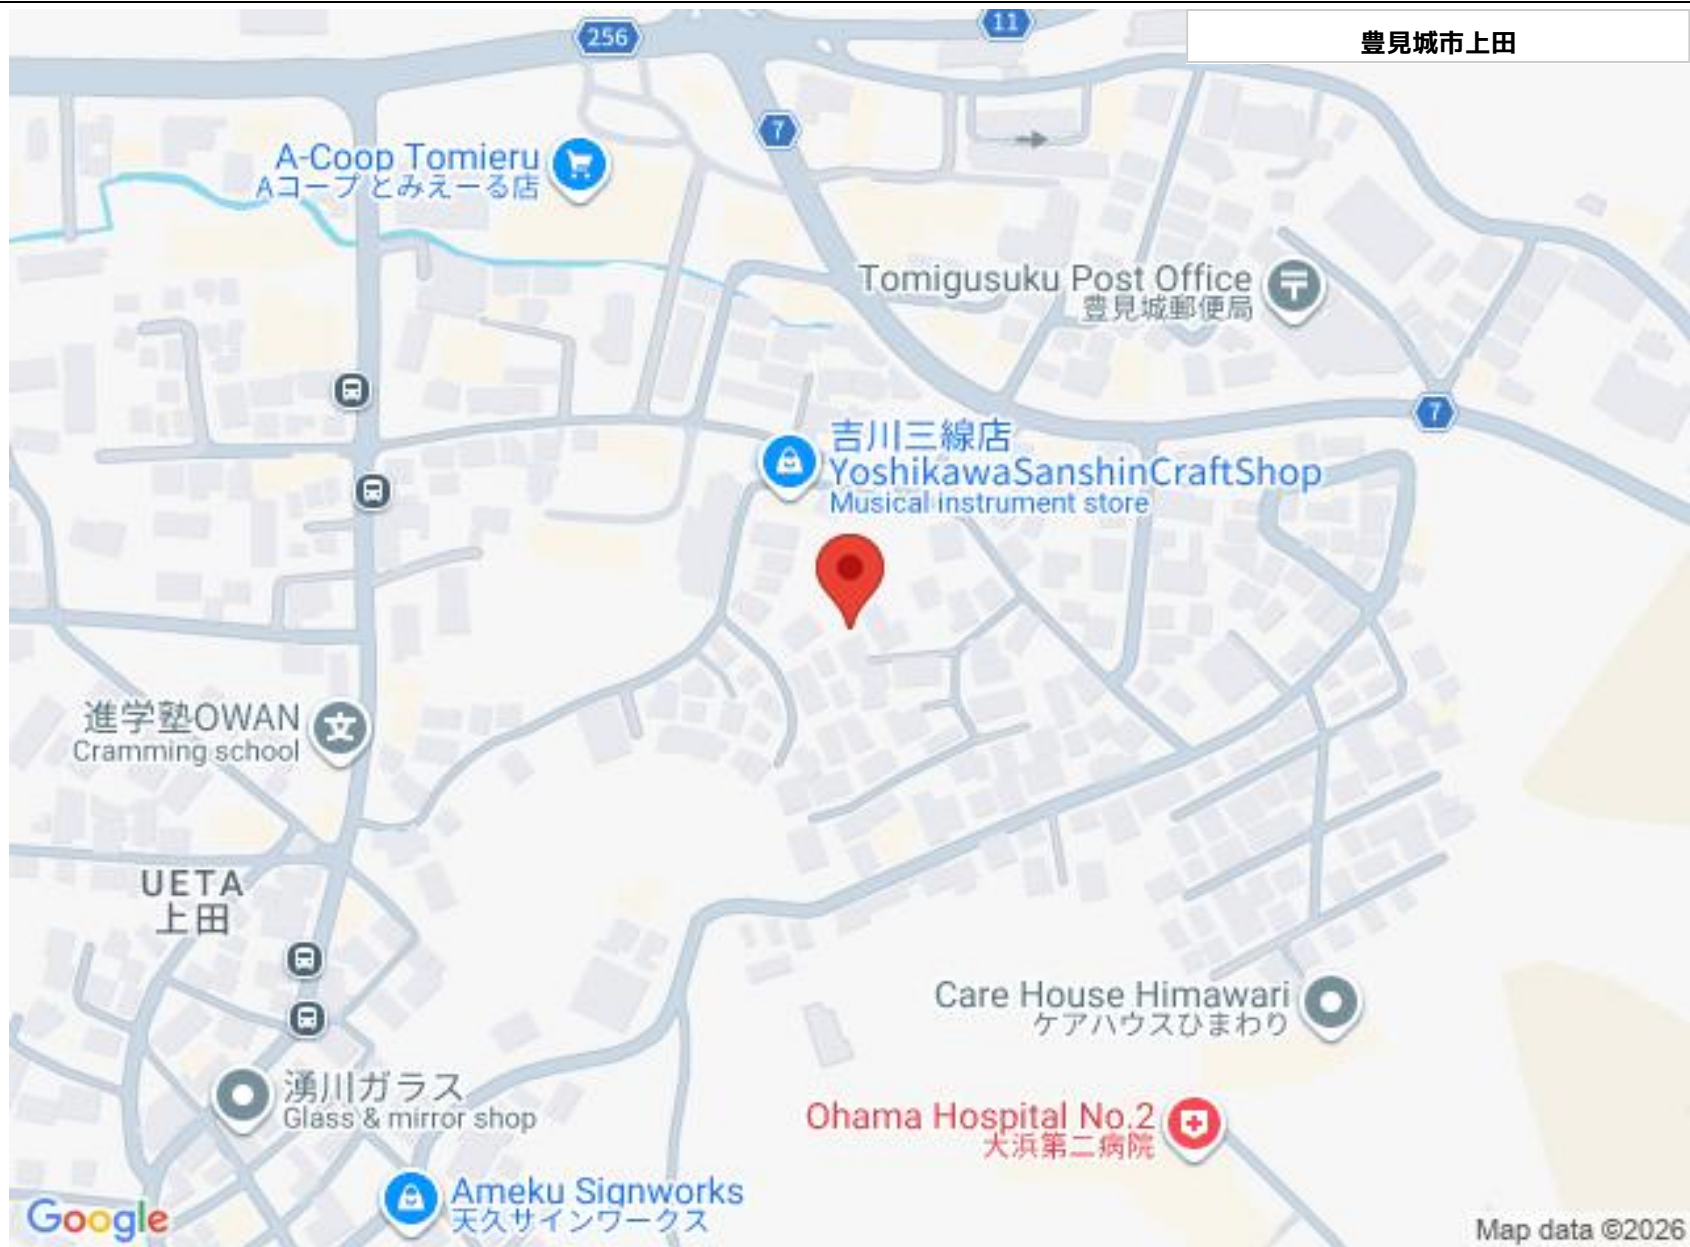 256
11
豊見城市上田
7
A-Coop Tomieru
Aコープ とみえーる店
Tomigusuku Post Office
豊見城郵便局
7
吉川三線店
YoshikawaSanshinCraftShop
Musical instrument store
進学塾OWAN
Cramming school
UETA
上田
Care House Himawari
ケアハウスひまわり
湧川ガラス
Glass & mirror shop
Ohama Hospital No.2
大浜第二病院
Ameku Signworks
天久サインワークス
Google
Map data ©2026